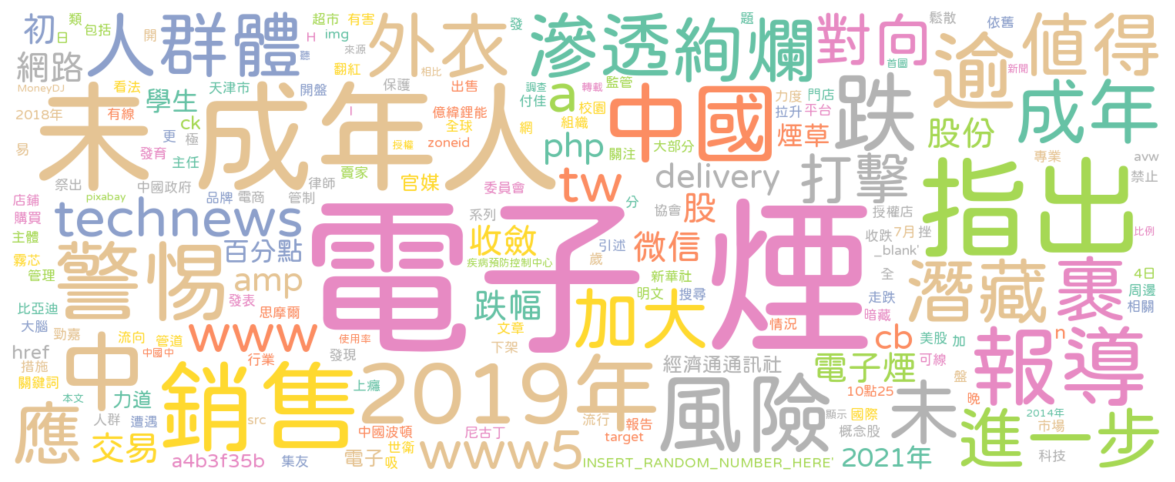 初 類 日 包括 人群體 開 超市 H img 有害 翻紅 來源 聽 外衣 發 滲透 絢爛 題 對向 首圖 鬆散 依舊 逾 新聞 值得
網路 MoneyDJ 看法 天津市 開盤 l 保護 相比 出售 調查 付佳 轉載 監管 力度 拉升 門店 平台 跌 成年
2018年 有線 學生 ck 更 極 未成年人 良權 億緯鋰能 全球 zoneid a 網 校園 組織 中國 關注 大部分 煙草 股份 專業 avw 禁止
易 發育 主任 祭出 中國政府 pixabay 品牌 電商 管制 律師 賣家 官媒 委員會 php tw delivery 打擊 指出
店鋪 購買 主體 technews 百分點 電子煙 系列 收斂 疾病預防控制中心 分 引述 歲 協會 股 微信 授權店 收跌 7月 挫 _blank' 比例
霧芯 管理 警惕 amp 發表 思摩爾 跌幅 文章 下架 加大 新華社 明文 搜尋 情況 全 走跌 暗藏 潛藏 裏 4日 周邊 相關
比亞迪 大腦 勁嘉 流向 管道 中國中 www 行業 使用率 發現 cb 美股 加 n 可線
href 措施 關鍵詞 中 本文 力道 銷售 上癮 2019年 經濟通通訊社 電子煙 盤 10點25 報導
應 人群 遭遇 交易 src 中國波頓 世衛 電子 吸 尼古丁 www5 流行 報告 target 風險 顯示 國際 概念股 未 晚 2014年 市場 進一步
a4b3f35b 集友 INSERT_RANDOM_NUMBER_HERE' 2021年 科技